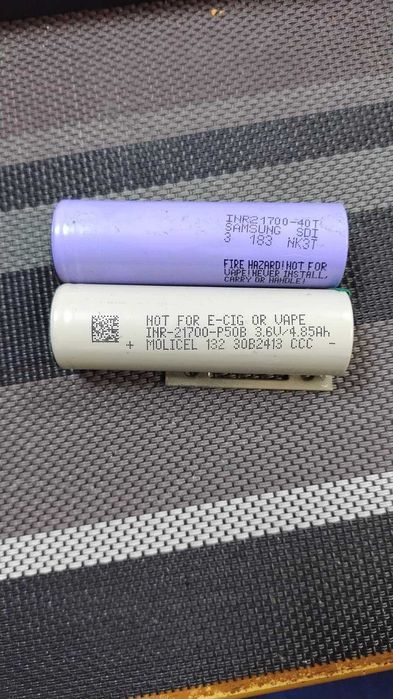 INR21700-40T
SAMSUNG SDI
3 183 NK3T
FIRE HAZARD!NOT FOR
VAPE!NEVER INSTALL,
CARRY OR HANDLE!
NOT FOR E-CIG OR VAPE
INR-21700-P50B 3.6V/4.85Ah
+ MOLICEL 132 30B2413 CCC -